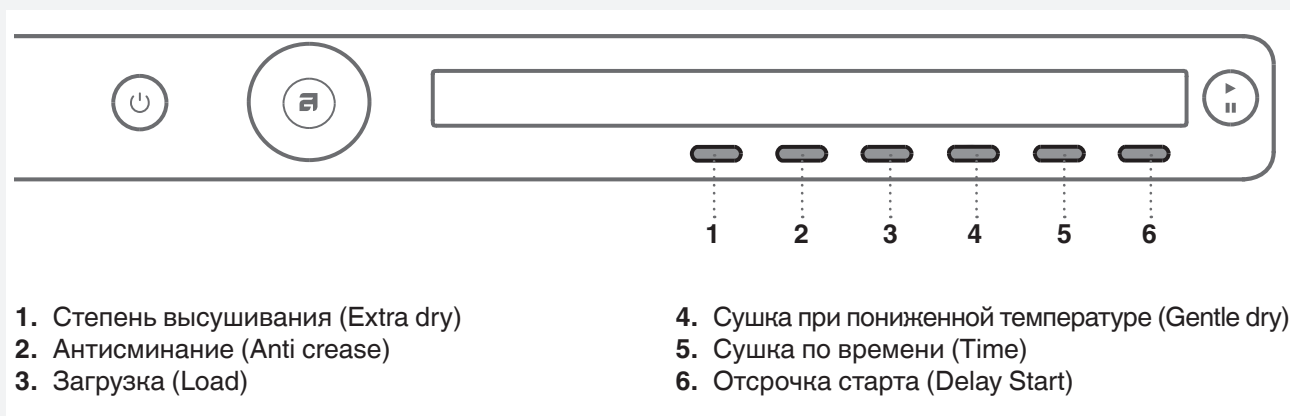 1 2 3 4 5 6
1. Степень высушивания (Extra dry)
2. Антисминание (Anti crease)
3. Загрузка (Load)
4. Сушка при пониженной температуре (Gentle dry)
5. Сушка по времени (Time)
6. Отсрочка старта (Delay Start)